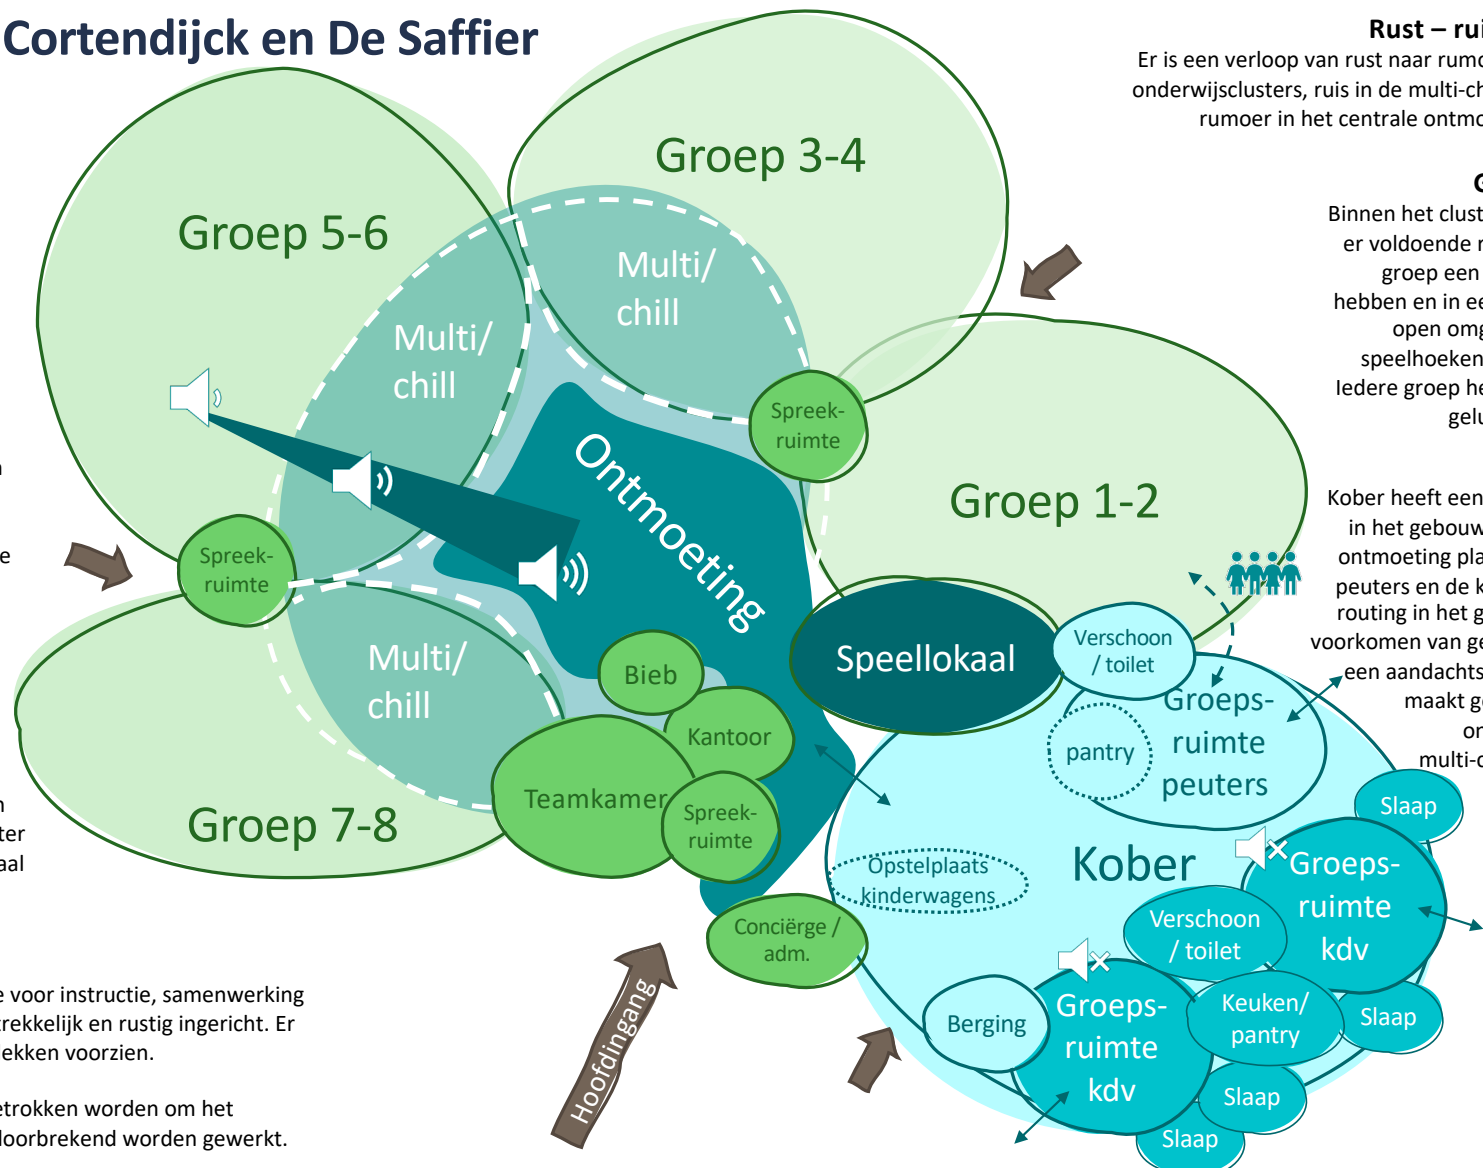 Cortendijck en De Saffier
Rust – rui
Er is een verloop van rust naar rumo
onderwijsclusters, ruis in de multi-ch
rumoer in het centrale ontmo
G
Binnen het clust
er voldoende r
groep een
hebben en in ee
open omg
speelhoeken
Iedere groep he
gelu
Kober heeft een
in het gebouw
ontmoeting pla
peuters en de k
routing in het g
voorkomen van ge
een aandachts
maakt ge
on
multi-c
Groep 3-4
Groep 5-6
Multi/
chill
Multi/
chill
Spreek-
ruimte
Ontmoeting
Groep 1-2
Spreek-
ruimte
Speellokaal
Verschoon
/ toilet
Multi/
chill
Bieb
Kantoor
Groeps-
ruimte
peuters
pantry
Teamkamer
Spreek-
ruimte
Groep 7-8
Slaap
Kober
Opstelplaats
kinderwagens
Groeps-
ruimte
kdv
Verschoon
/ toilet
Conciërge /
adm.
Hoofdingang
Berging
Groeps-
ruimte
kdv
Keuken/
pantry
Slaap
Slaap
Slaap
n
e
n
ter
aal
e voor instructie, samenwerking
trekkelijk en rustig ingericht. Er
lekken voorzien.
etrokken worden om het
doorbrekend worden gewerkt.